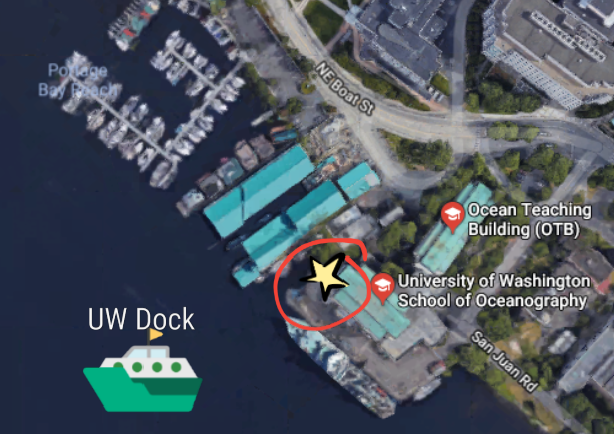 Portage
Bay Reach
NE Boat St
Ocean Teaching
Building (OTB)
University of Washington
School of Oceanography
UW Dock
San Juan Rd